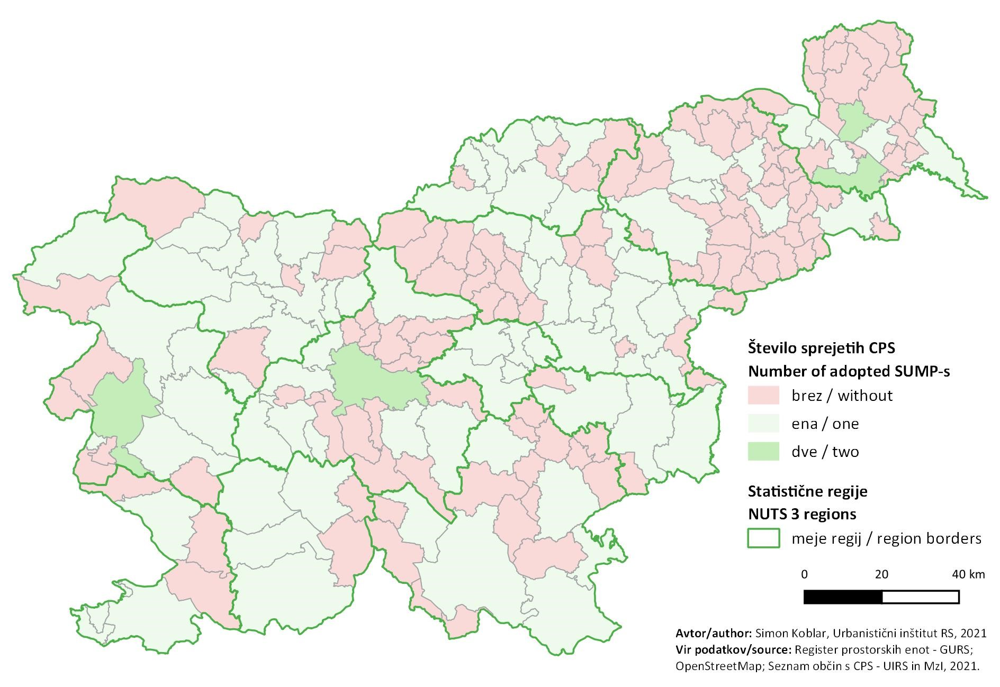 Število sprejetih CPS
Number of adopted SUMP-s
brez / without
ena / one
dve / two
Statistične regije
NUTS 3 regions
meje regij / region borders
0 20 40 km
Avtor/author: Simon Koblar, Urbanistični inštitut RS, 2021
Vir podatkov/source: Register prostorskih enot - GURS;
OpenStreetMap; Seznam občin s CPS - UIRS in MzI, 2021.